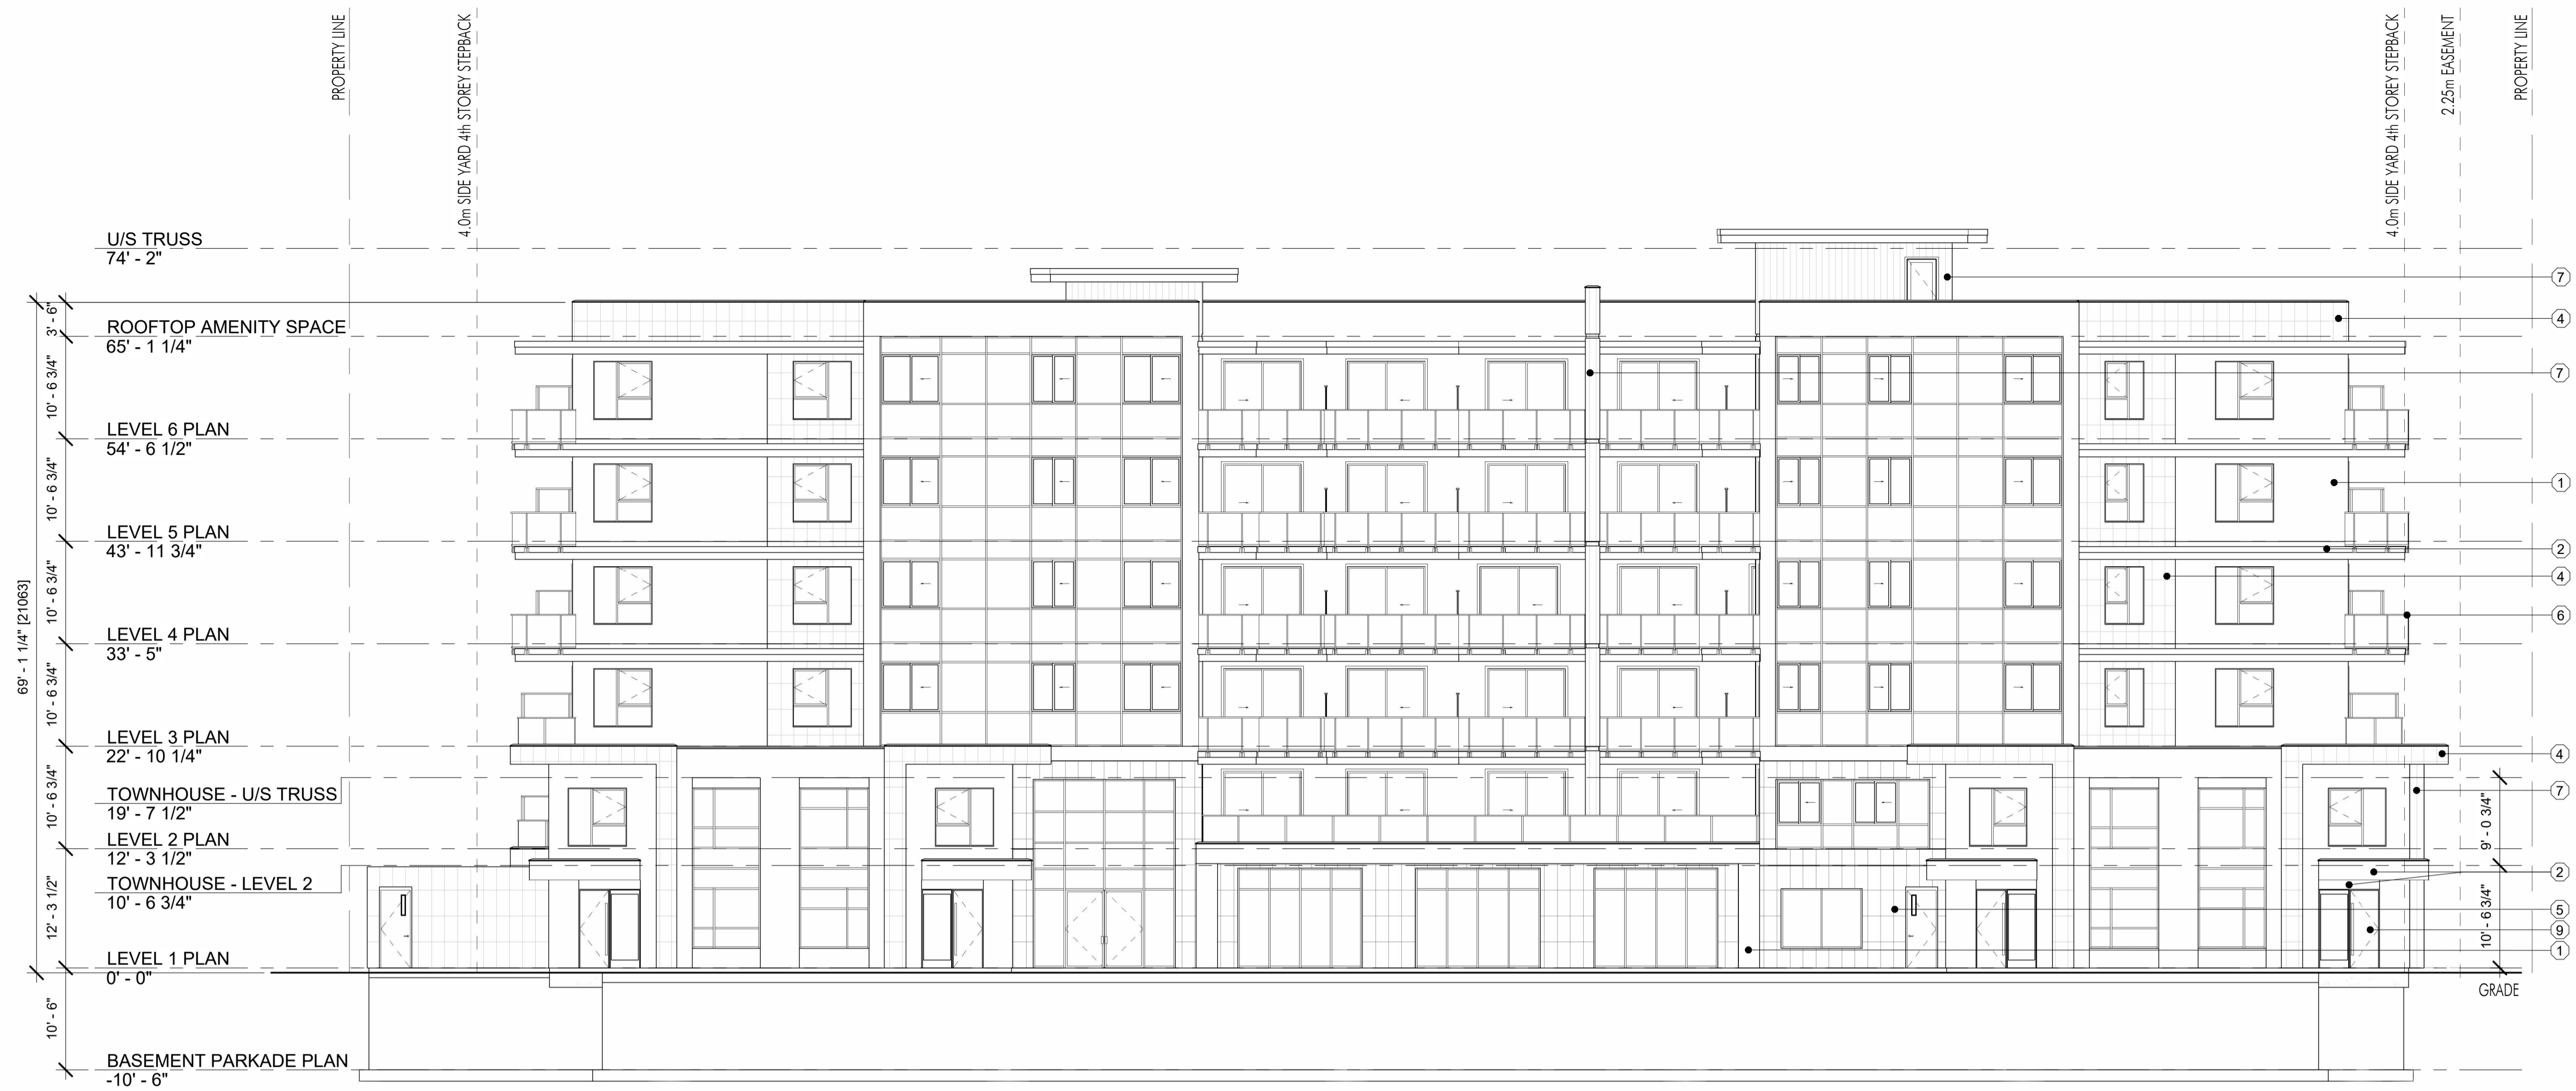 PROPERTY LINE
4.0m SIDE YARD 4th STOREY STEPBACK
4.0m SIDE YARD 4th STOREY STEPBACK
2.25m EASEMENT
PROPERTY LINE
U/S TRUSS
74' - 2"
7
3' - 6"
4
ROOFTOP AMENITY SPACE
65' - 1 1/4"
10' - 6 3/4"
7
LEVEL 6 PLAN
54' - 6 1/2"
10' - 6 3/4"
1
LEVEL 5 PLAN
43' - 11 3/4"
2
10' - 6 3/4"
4
69' - 1 1/4" [21063]
6
LEVEL 4 PLAN
33' - 5"
10' - 6 3/4"
LEVEL 3 PLAN
22' - 10 1/4"
4
10' - 6 3/4"
TOWNHOUSE - U/S TRUSS
19' - 7 1/2"
7
9' - 0 3/4"
LEVEL 2 PLAN
12' - 3 1/2"
2
TOWNHOUSE - LEVEL 2
10' - 6 3/4"
12' - 3 1/2"
10' - 6 3/4"
5
9
1
LEVEL 1 PLAN
0' - 0"
GRADE
10' - 6"
BASEMENT PARKADE PLAN
-10' - 6"